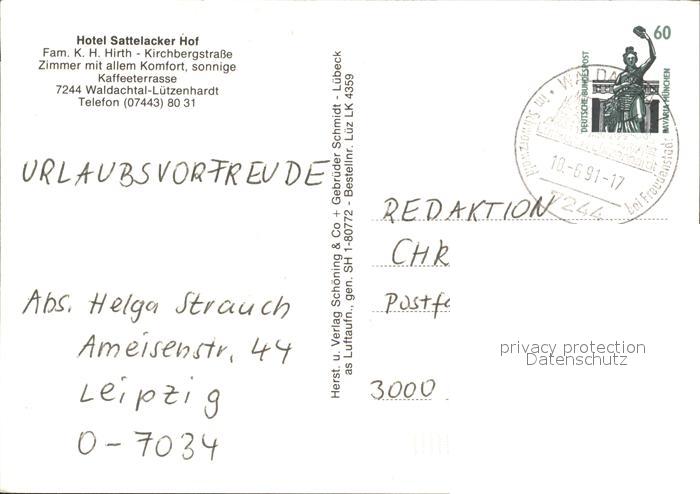 Hotel Sattelacker Hof
Fam. K. H. Hirth - Kirchbergstraße
Zimmer mit allem Komfort, sonnige
Kaffeeterrasse
7244 Waldachtal-Lützenhardt
Telefon (07443) 80 31
URLAUBSVORFREUDE
Abs. Helga Strauch
Ameisenstr. 44
Leipzig
O-7034
Herst. u. Verlag Schöning & Co + Gebrüder Schmidt - Lübeck
as Luftaufn., gen. SH 1-80772 - Bestellnr. Lüz LK 4359
60
DEUTSCHE BUNDESPOST
BAVARIA MÜNCHEN
10.-6.91-17
7244
bei Freudenstadt
REDAKTION
CHR
Postfa
3000
privacy protection
Datenschutz